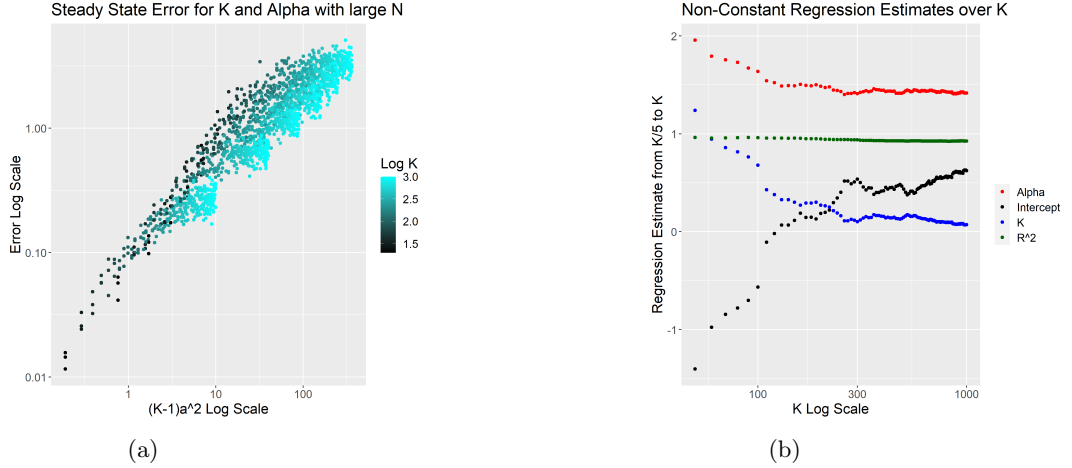 Steady State Error for K and Alpha with large N
Error Log Scale
1.00
0.10
0.01
1
10
100
(K-1)a^2 Log Scale
Log K
3.0
2.5
2.0
1.5
(a)
Non-Constant Regression Estimates over K
Regression Estimate from K/5 to K
2
1
0
-1
100
300
1000
K Log Scale
Alpha
Intercept
K
R^2
(b)